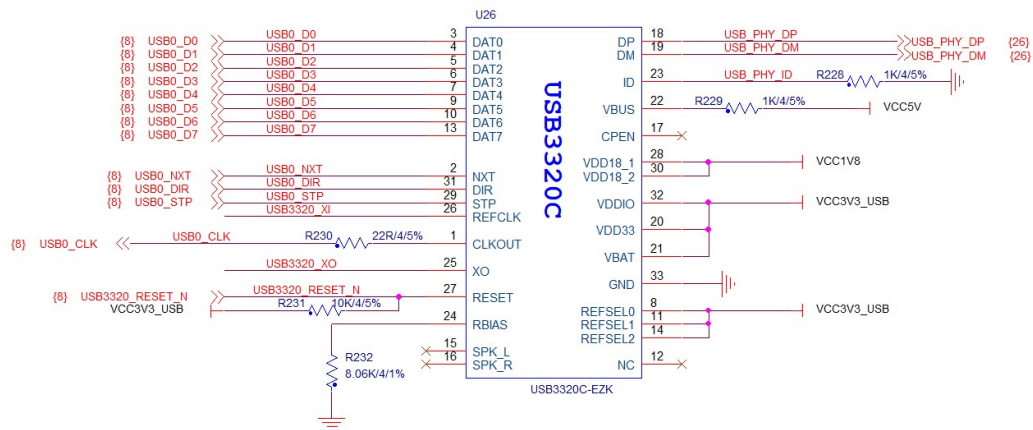 U26
{8} USB0_D0 USB0_D0 3 DAT0 DP 18 USB_PHY_DP USB_PHY_DP {26}
{8} USB0_D1 USB0_D1 4 DAT1 DM 19 USB_PHY_DM USB_PHY_DM {26}
{8} USB0_D2 USB0_D2 5 DAT2
{8} USB0_D3 USB0_D3 6 DAT3 ID 23 USB_PHY_ID R228 1K/4/5%
{8} USB0_D4 USB0_D4 7 DAT4
{8} USB0_D5 USB0_D5 9 DAT5 VBUS 22 R229 1K/4/5% VCC5V
{8} USB0_D6 USB0_D6 10 DAT6
{8} USB0_D7 USB0_D7 13 DAT7 CPEN 17
USB3320C
VDD18_1 28 VCC1V8
{8} USB0_NXT USB0_NXT 2 NXT VDD18_2 30
{8} USB0_DIR USB0_DIR 31 DIR
{8} USB0_STP USB0_STP 29 STP VDDIO 32 VCC3V3_USB
USB3320_XI 26 REFCLK
VDD33 20
{8} USB0_CLK USB0_CLK R230 22R/4/5% 1 CLKOUT
VBAT 21
USB3320_XO 25 XO
GND 33
{8} USB3320_RESET_N USB3320_RESET_N 27 RESET
VCC3V3_USB R231 10K/4/5% REFSEL0 8 VCC3V3_USB
24 RBIAS REFSEL1 11
REFSEL2 14
15 SPK_L
R232 16 SPK_R NC 12
8.06K/4/1%
USB3320C-EZK